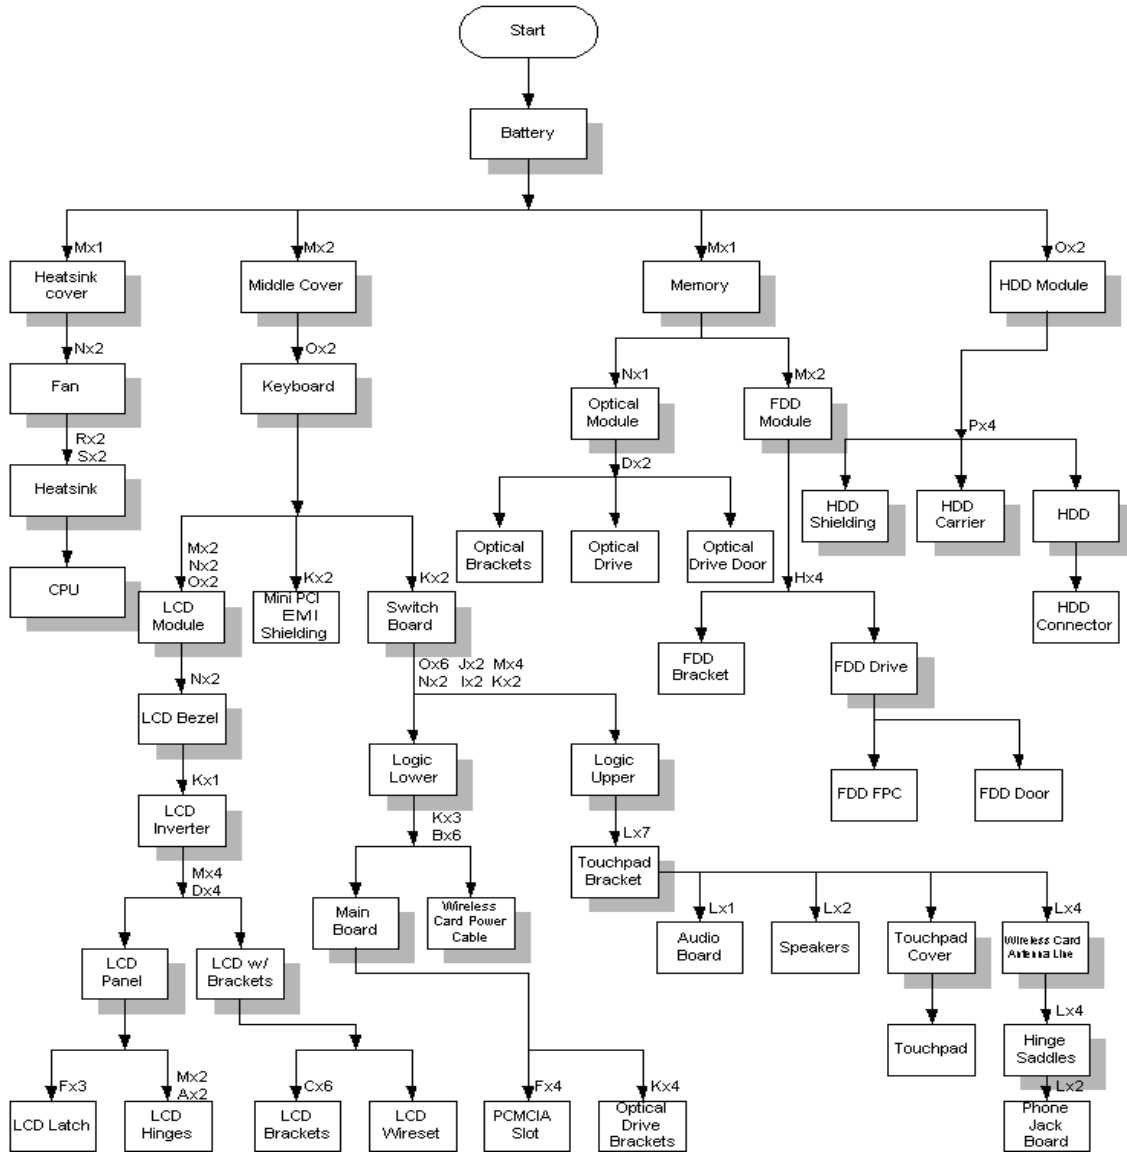 Start
Battery
Mx1
Mx2
Mx1
Ox2
Heatsink
cover
Middle Cover
Memory
HDD Module
Nx2
Ox2
Nx1
Mx2
Fan
Keyboard
Optical
Module
FDD
Module
Px4
Rx2
Sx2
Dx2
Heatsink
HDD
Shielding
HDD
Carrier
HDD
Optical
Brackets
Optical
Drive
Optical
Drive Door
Mx2
Nx2
Ox2
Kx2
Kx2
Hx4
CPU
LCD
Module
Mini PCI
EMI
Shielding
Switch
Board
HDD
Connector
FDD
Bracket
FDD Drive
Ox6 Jx2 Mx4
Nx2 Ix2 Kx2
Nx2
LCD Bezel
Logic
Lower
Logic
Upper
FDD FPC
FDD Door
Kx1
LCD
Inverter
Kx3
Bx6
Lx7
Touchpad
Bracket
Mx4
Dx4
Main
Board
Wireless
Card Power
Cable
Lx1
Lx2
Lx4
Audio
Board
Speakers
Touchpad
Cover
Wireless Card
Antenna Line
LCD
Panel
LCD w/
Brackets
Lx4
Touchpad
Hinge
Saddles
Fx3
Mx2
Ax2
Cx6
Fx4
Kx4
Lx2
LCD Latch
LCD
Hinges
LCD
Brackets
LCD
Wireset
PCMCIA
Slot
Optical
Drive
Brackets
Phone
Jack
Board